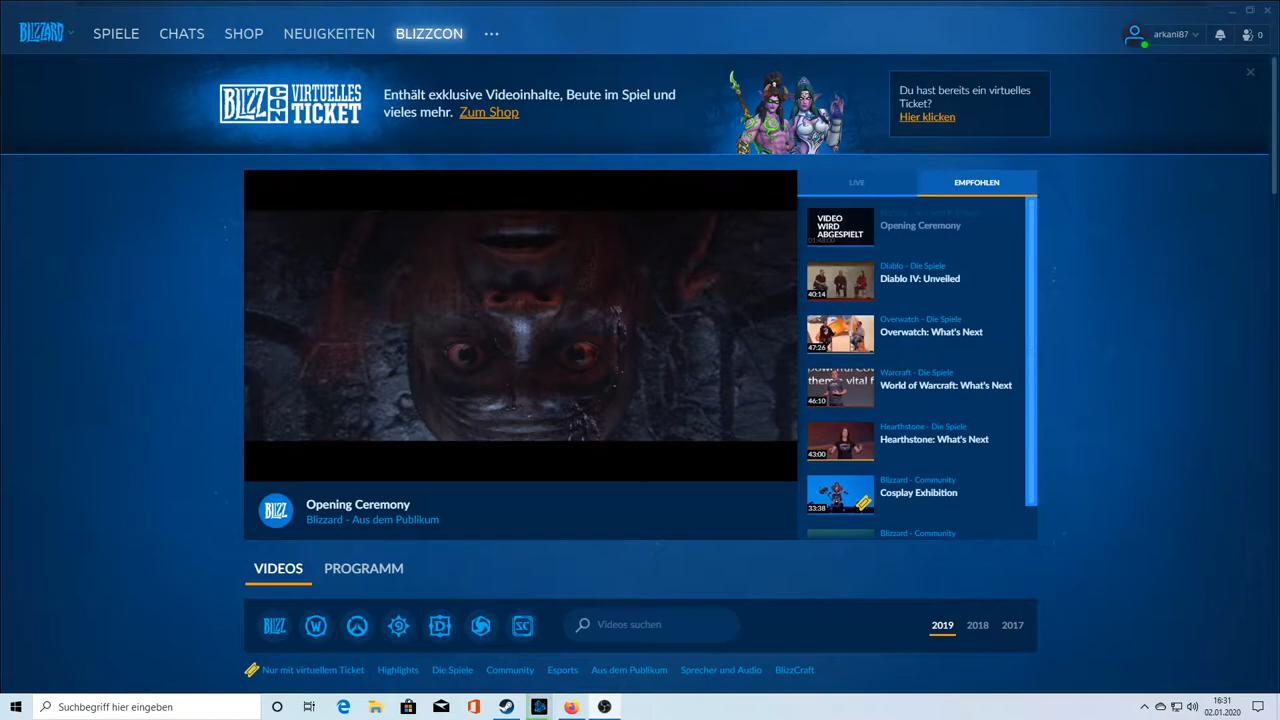 BLIZZARD
SPIELE
CHATS
SHOP
NEUIGKEITEN
BLIZZCON
arkani87
0
BLIZZCON VIRTUELLES TICKET
Enthält exklusive Videoinhalte, Beute im Spiel und
vieles mehr. Zum Shop
Du hast bereits ein virtuelles
Ticket?
Hier klicken
LIVE
EMPFOHLEN
VIDEO
WIRD
ABGESPIELT
01:48:00
Opening Ceremony
Diablo - Die Spiele
Diablo IV: Unveiled
40:14
Overwatch - Die Spiele
Overwatch: What's Next
47:26
Warcraft - Die Spiele
World of Warcraft: What's Next
46:10
Hearthstone - Die Spiele
Hearthstone: What's Next
43:00
Blizzard - Community
Cosplay Exhibition
33:38
Blizzard - Community
BLIZZ
Opening Ceremony
Blizzard - Aus dem Publikum
VIDEOS
PROGRAMM
BLIZZ
W
D
SC
Videos suchen
2019
2018
2017
Nur mit virtuellem Ticket
Highlights
Die Spiele
Community
Esports
Aus dem Publikum
Sprecher und Audio
BlizzCraft
Suchbegriff hier eingeben
16:31
02.01.2020